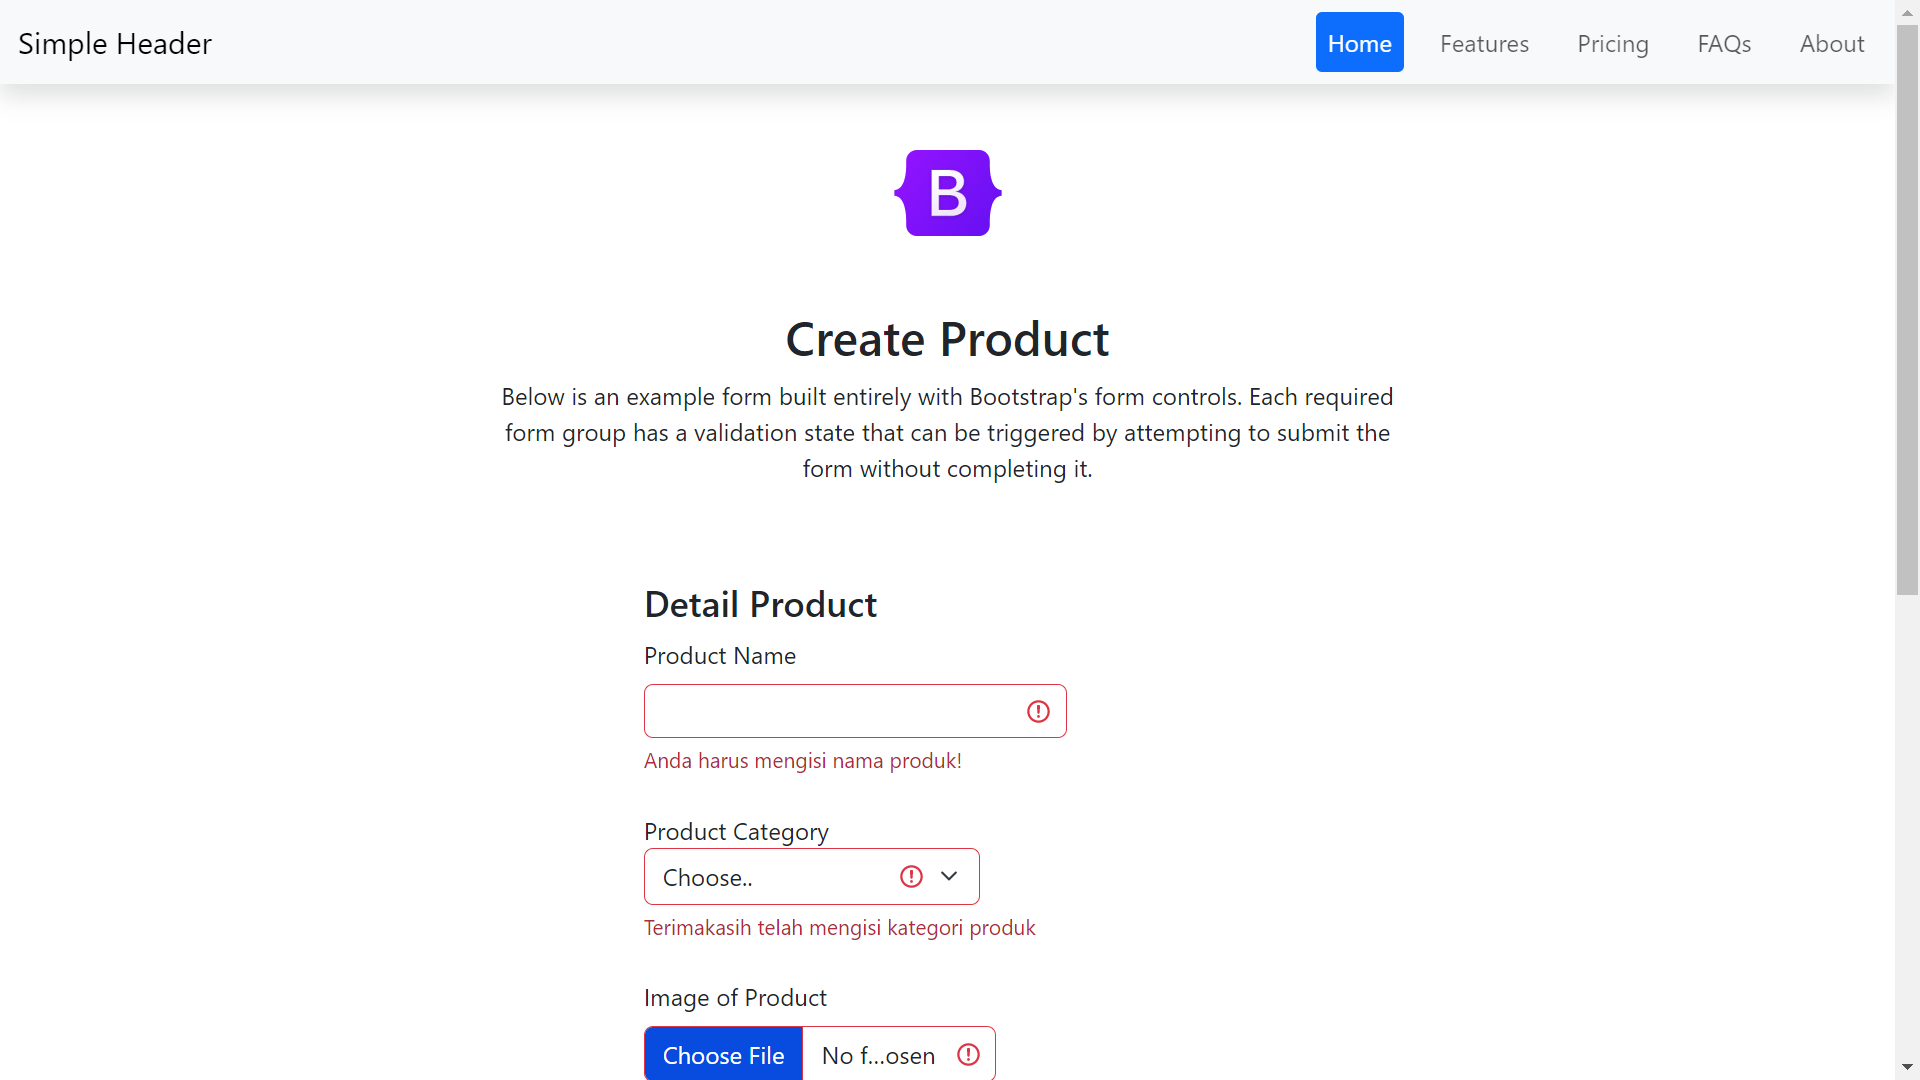 Simple Header
Home
Features
Pricing
FAQs
About
B
Create Product
Below is an example form built entirely with Bootstrap's form controls. Each required
form group has a validation state that can be triggered by attempting to submit the
form without completing it.
Detail Product
Product Name
Anda harus mengisi nama produk!
Product Category
Choose..
Terimakasih telah mengisi kategori produk
Image of Product
Choose File
No f...osen